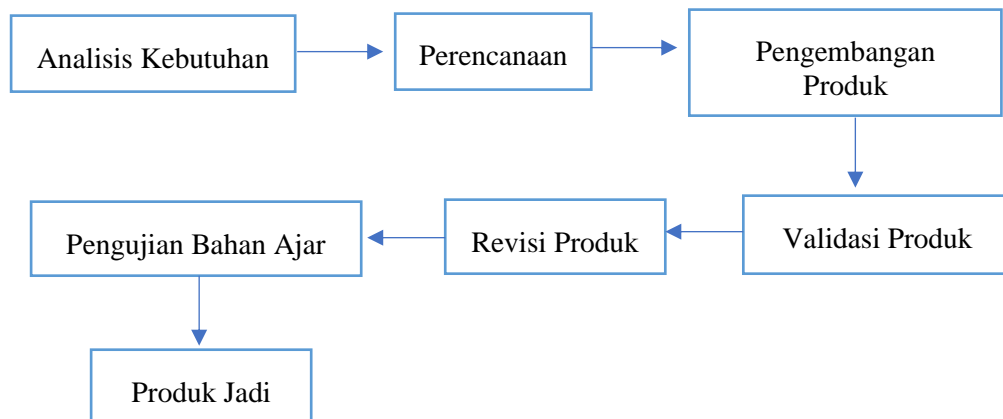 Analisis Kebutuhan
Perencanaan
Pengembangan
Produk
Validasi Produk
Revisi Produk
Pengujian Bahan Ajar
Produk Jadi